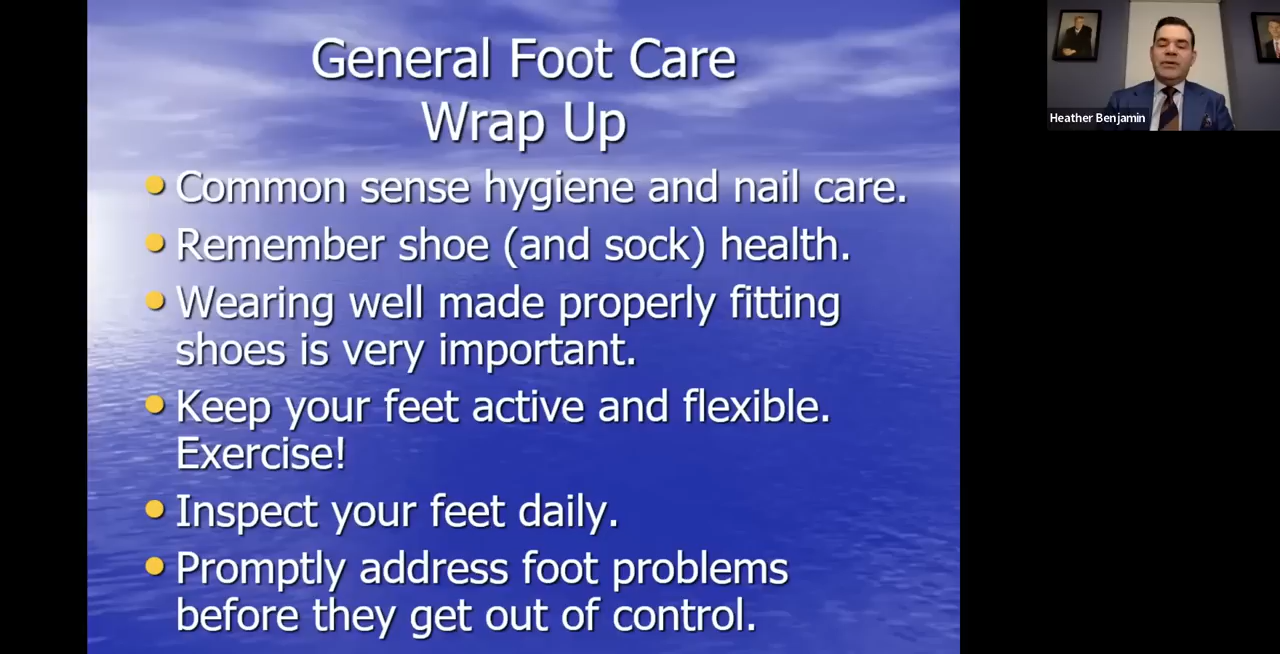 General Foot Care
Wrap Up
Common sense hygiene and nail care.
Remember shoe (and sock) health.
Wearing well made properly fitting
shoes is very important.
Keep your feet active and flexible.
Exercise!
Inspect your feet daily.
Promptly address foot problems
before they get out of control.
Heather Benjamin